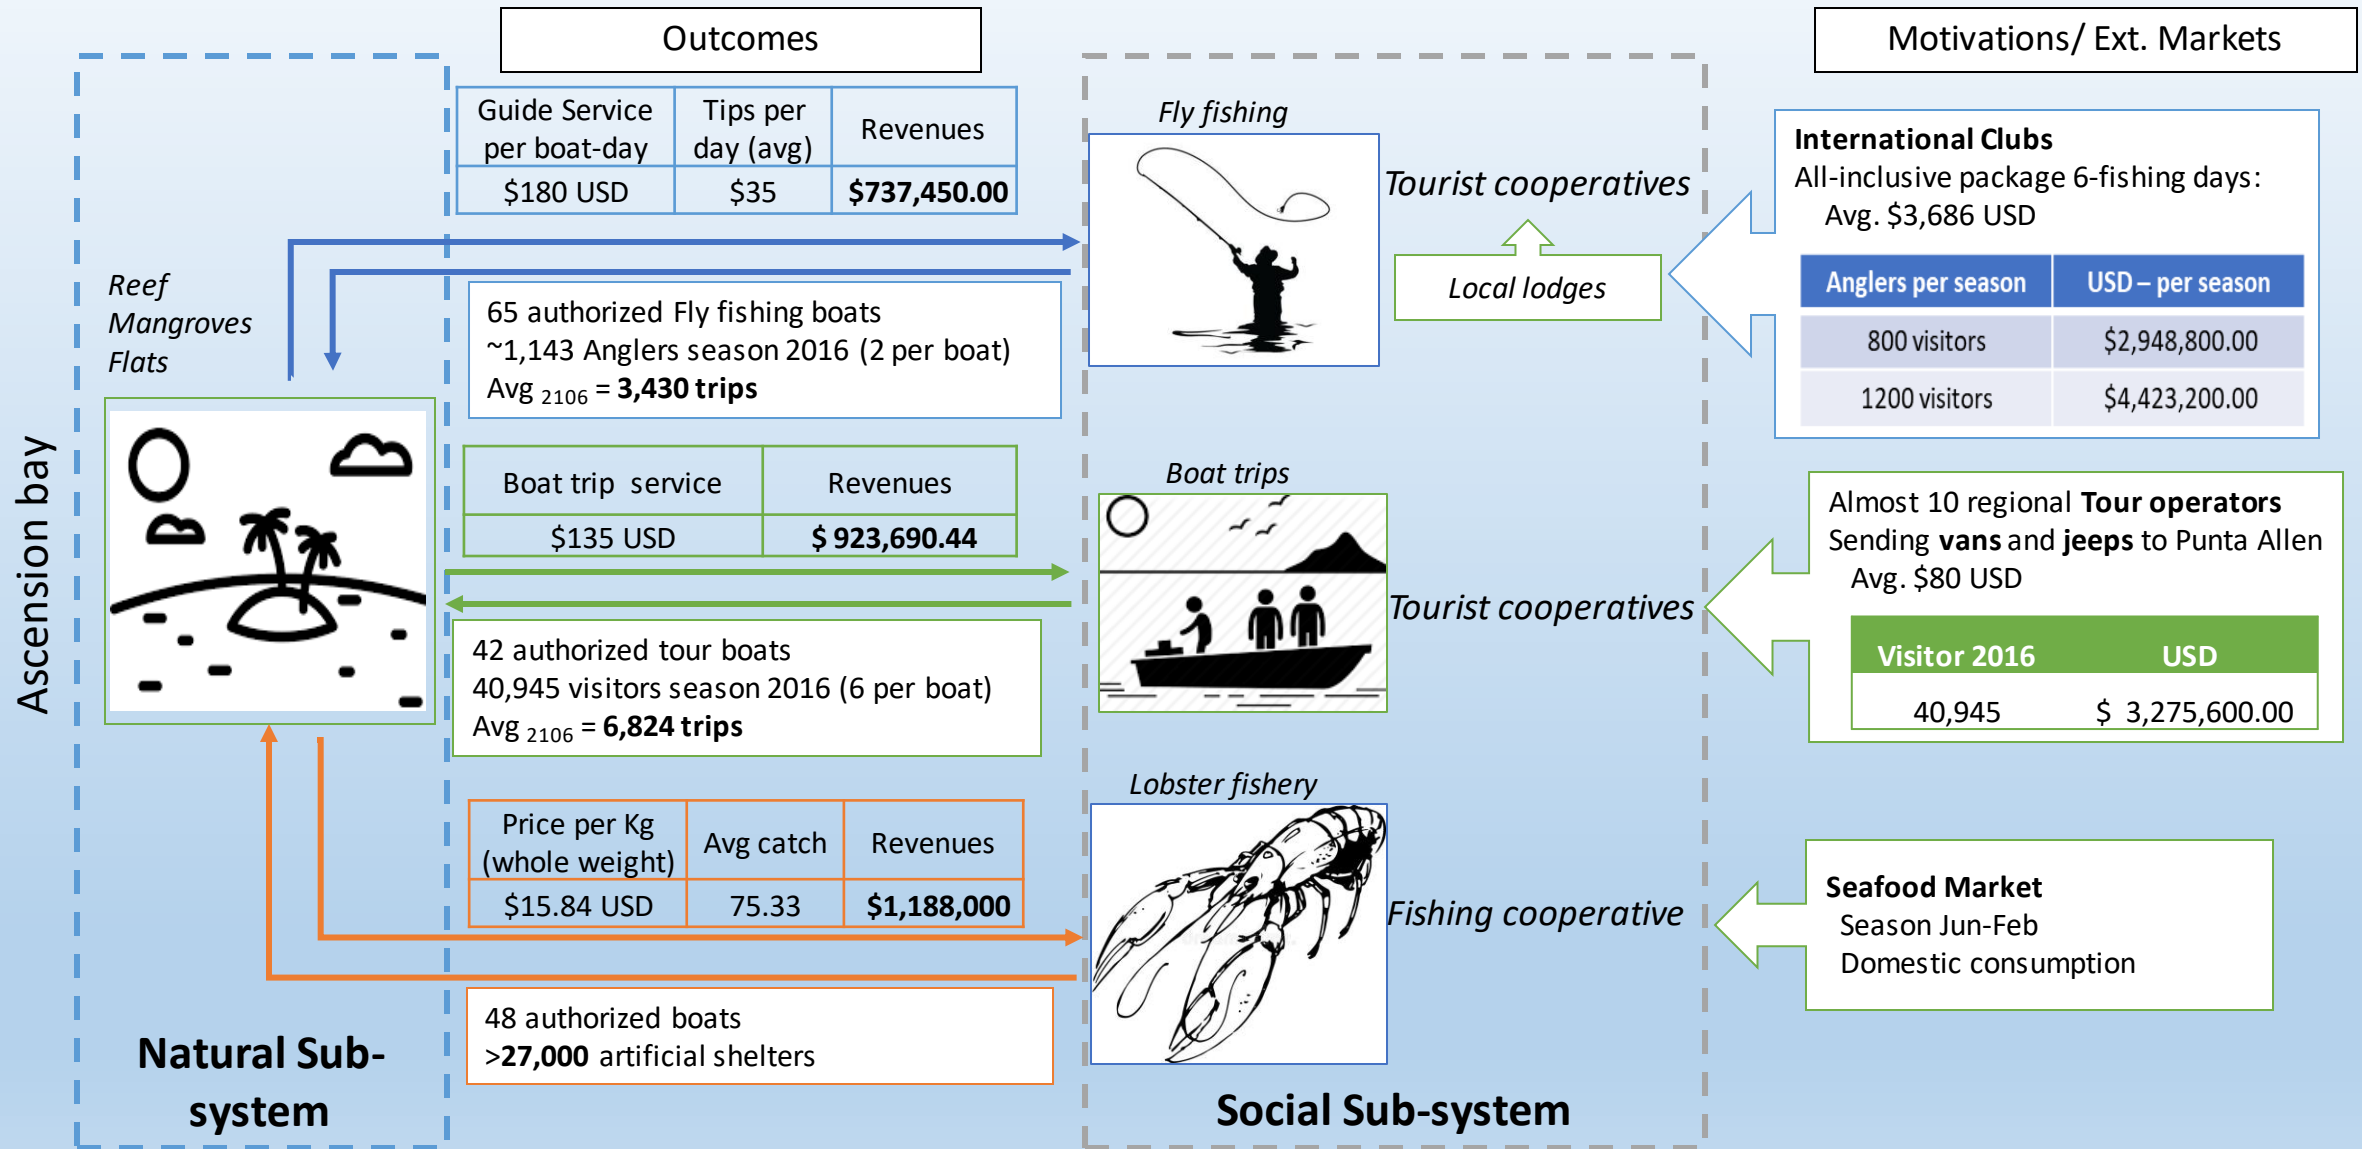 Outcomes
Motivations/ Ext. Markets
Ascension bay
Reef
Mangroves
Flats
Natural Sub-
system
Guide Service
per boat-day
Tips per
day (avg)
Revenues
$180 USD
$35
$737,450.00
65 authorized Fly fishing boats
~1,143 Anglers season 2016 (2 per boat)
Avg 2106 = 3,430 trips
Boat trip service
Revenues
$135 USD
$ 923,690.44
42 authorized tour boats
40,945 visitors season 2016 (6 per boat)
Avg 2106 = 6,824 trips
Price per Kg
(whole weight)
Avg catch
Revenues
$15.84 USD
75.33
$1,188,000
48 authorized boats
>27,000 artificial shelters
Fly fishing
Tourist cooperatives
Local lodges
Boat trips
Tourist cooperatives
Lobster fishery
Fishing cooperative
Social Sub-system
International Clubs
All-inclusive package 6-fishing days:
Avg. $3,686 USD
Anglers per season
USD – per season
800 visitors
$2,948,800.00
1200 visitors
$4,423,200.00
Almost 10 regional Tour operators
Sending vans and jeeps to Punta Allen
Avg. $80 USD
Visitor 2016
USD
40,945
$ 3,275,600.00
Seafood Market
Season Jun-Feb
Domestic consumption